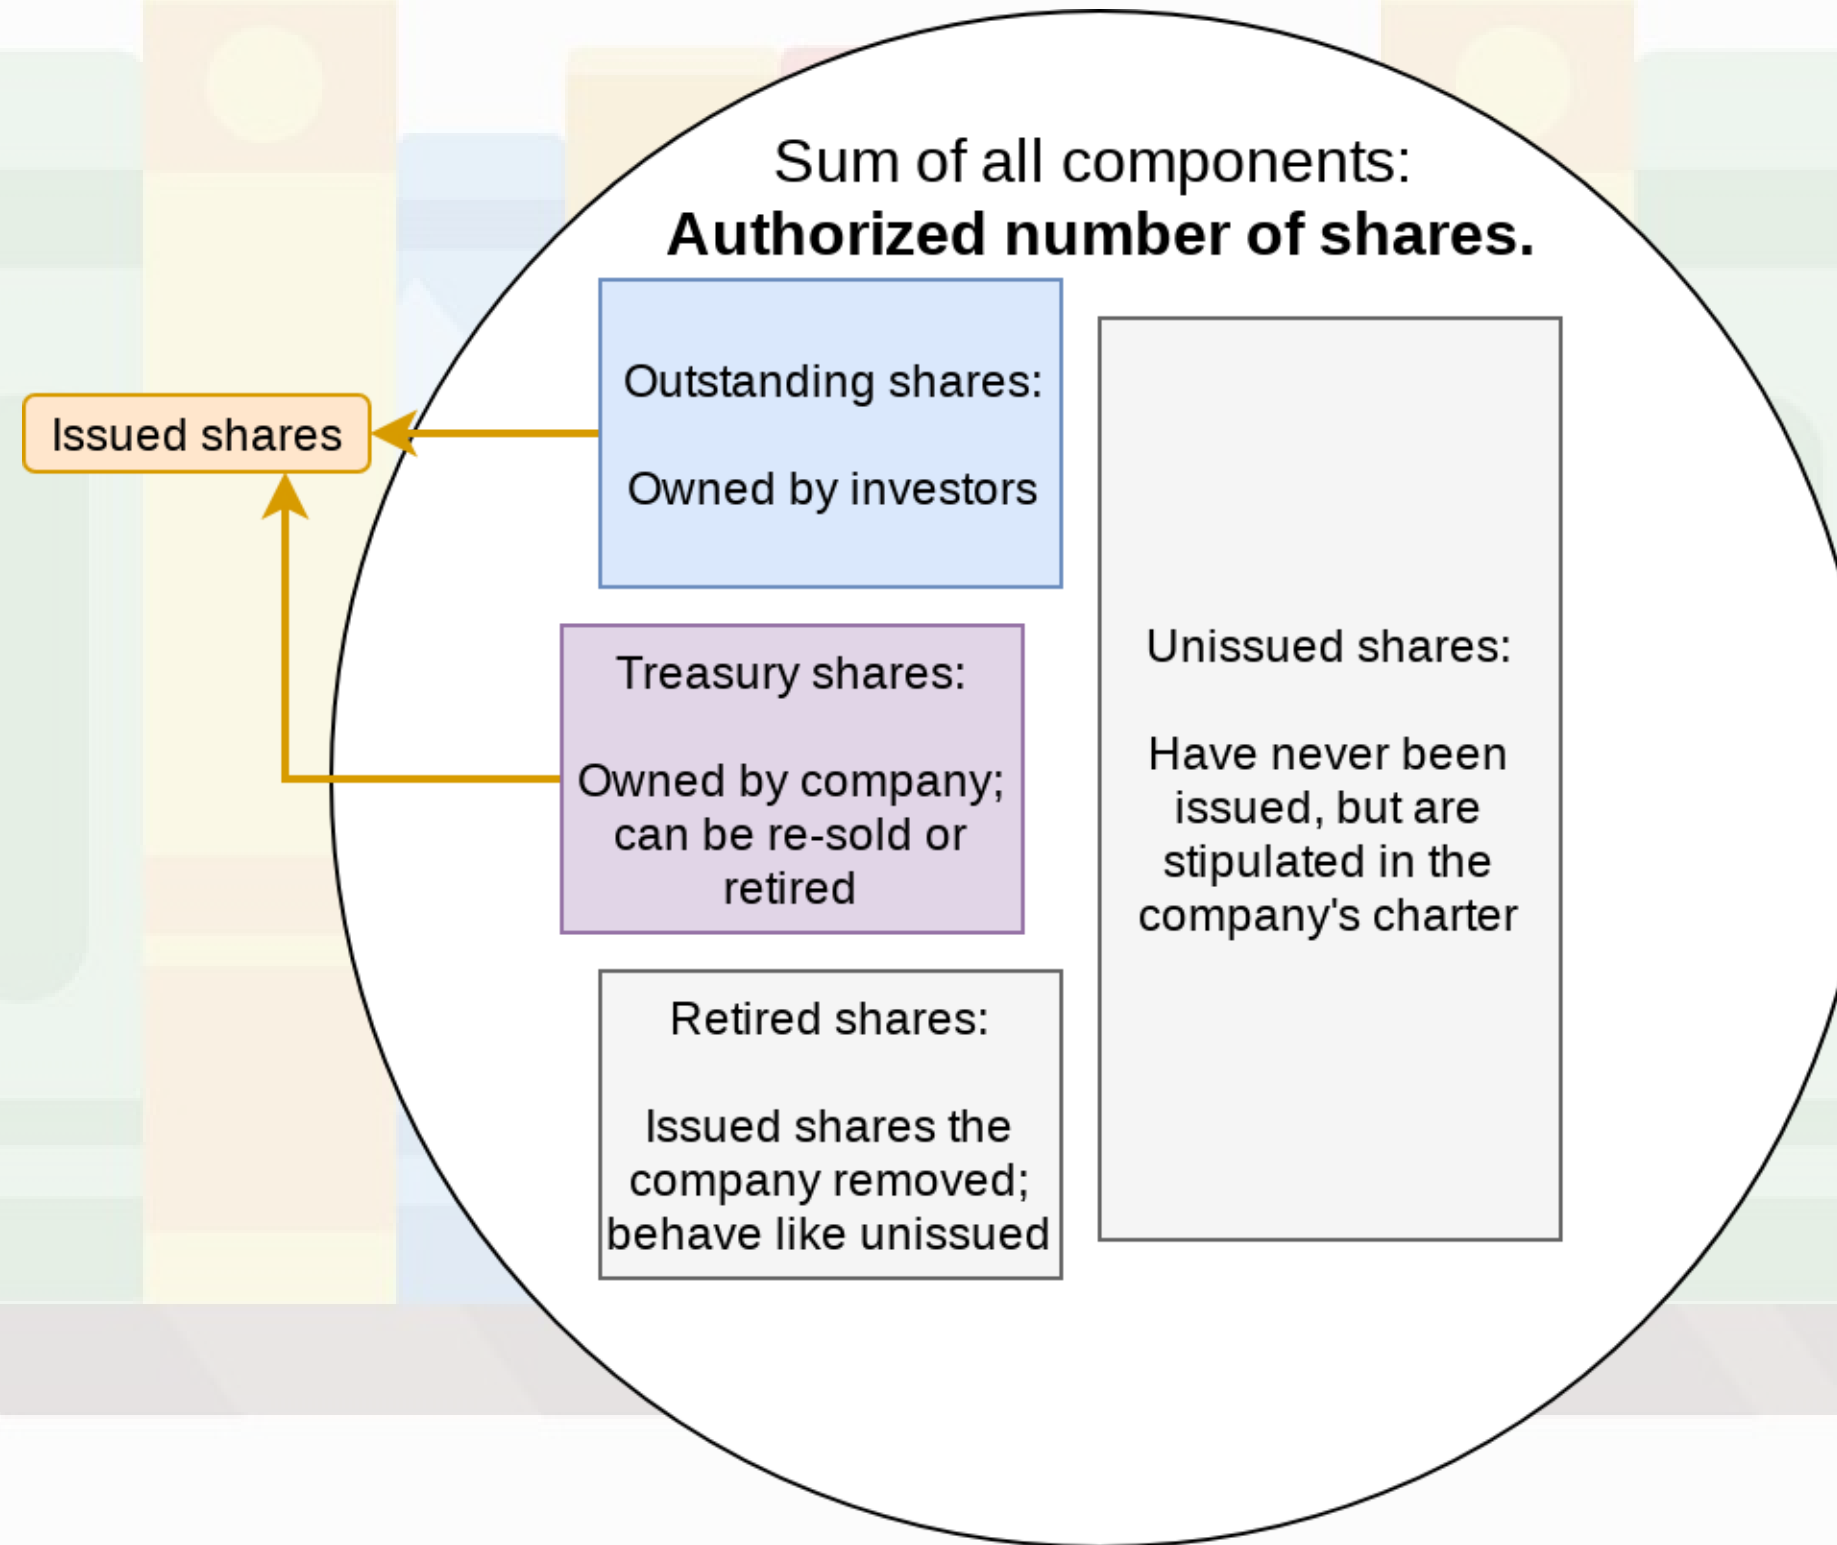 Sum of all components:
Authorized number of shares.
Issued shares
Outstanding shares:
Owned by investors
Treasury shares:
Owned by company;
can be re-sold or
retired
Retired shares:
Issued shares the
company removed;
behave like unissued
Unissued shares:
Have never been
issued, but are
stipulated in the
company's charter